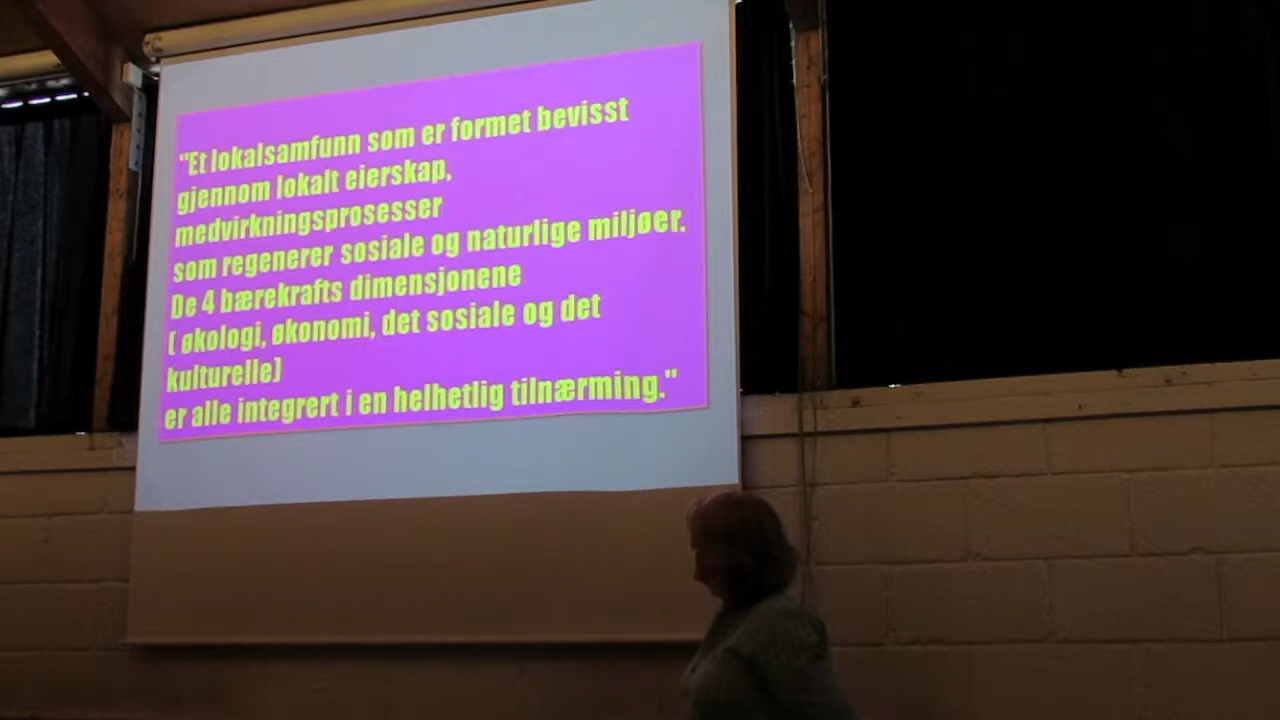 "Et lokalsamfunn som er formet bevisst
gjennom lokalt eierskap,
medvirkningsprosesser
som regenerer sosiale og naturlige miljøer.
De 4 bærekrafts dimensjonene
( økologi, økonomi, det sosiale og det
kulturelle)
er alle integrert i en helhetlig tilnærming."